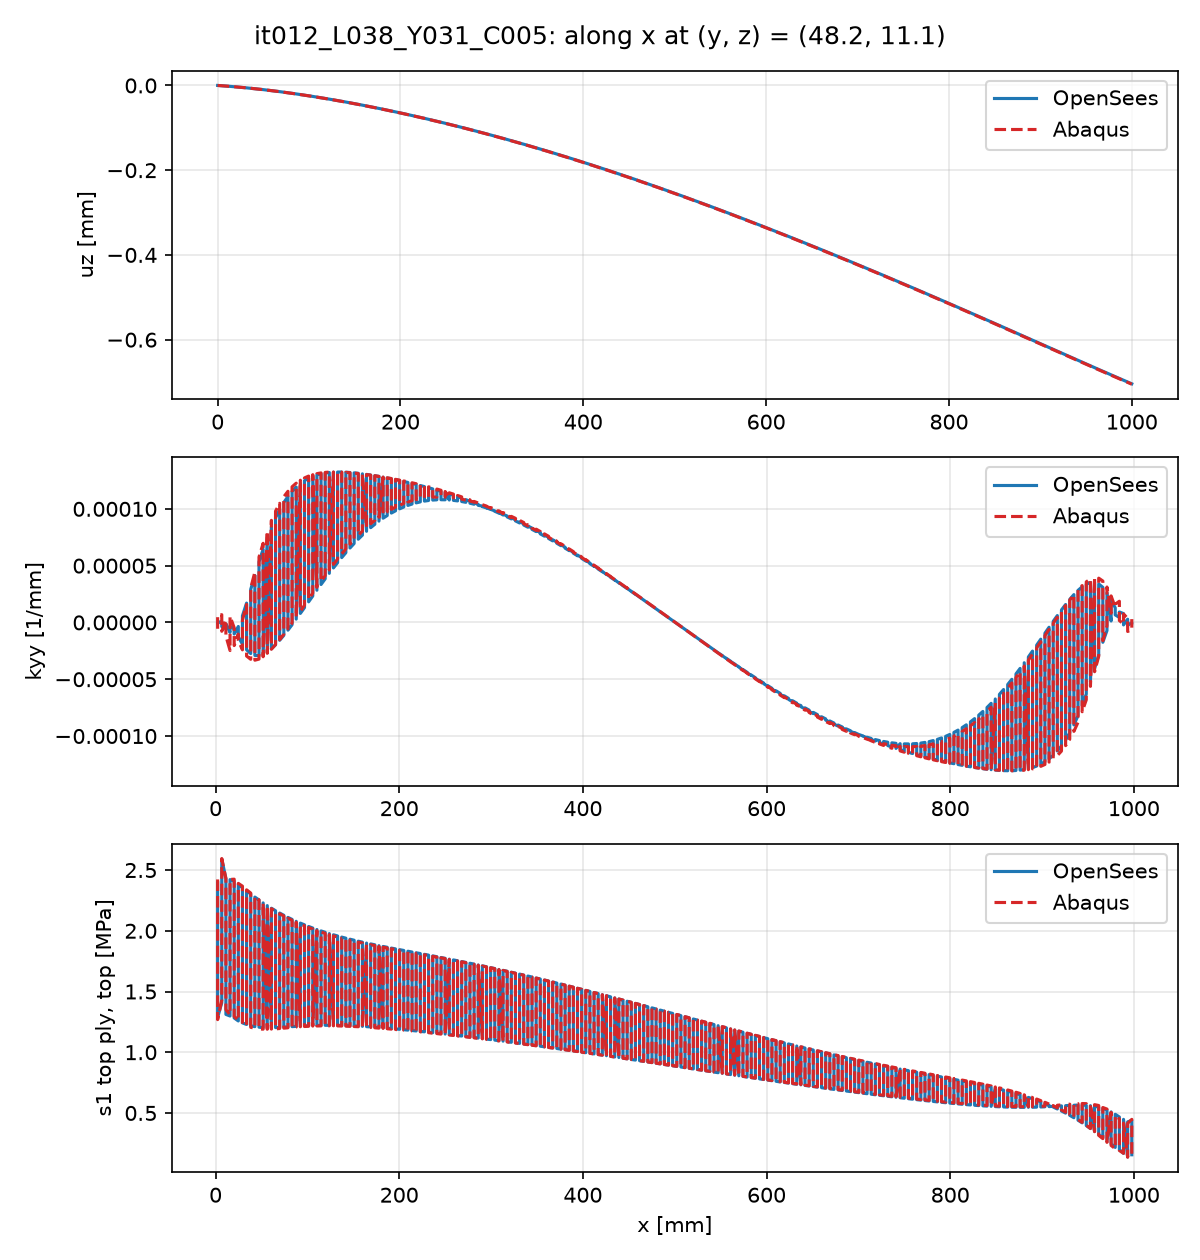 it012_L038_Y031_C005: along x at (y, z) = (48.2, 11.1)
uz [mm]
0.0
−0.2
−0.4
−0.6
0 200 400 600 800 1000
OpenSees
Abaqus
kyy [1/mm]
0.00010
0.00005
0.00000
−0.00005
−0.00010
0 200 400 600 800 1000
OpenSees
Abaqus
s1 top ply, top [MPa]
2.5
2.0
1.5
1.0
0.5
0 200 400 600 800 1000
OpenSees
Abaqus
x [mm]